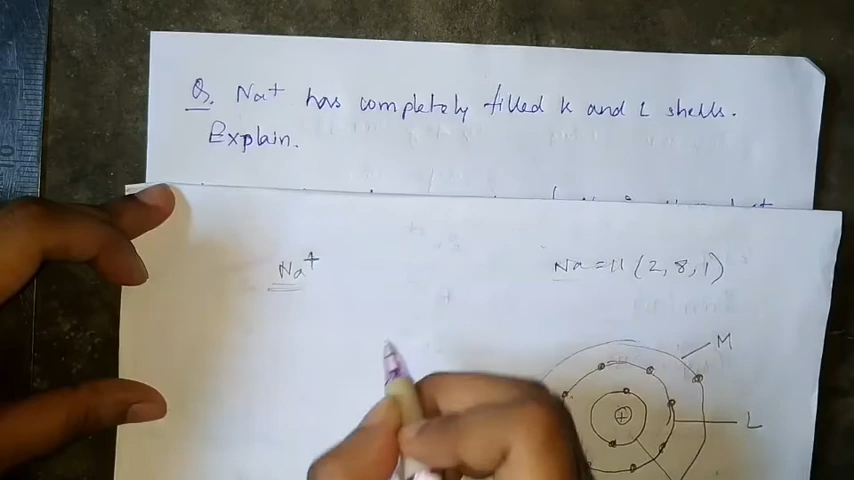 Q. Na+ has completely filled K and L shells.
Explain.
Na+
Na = 11 (2, 8, 1)
M
+
L